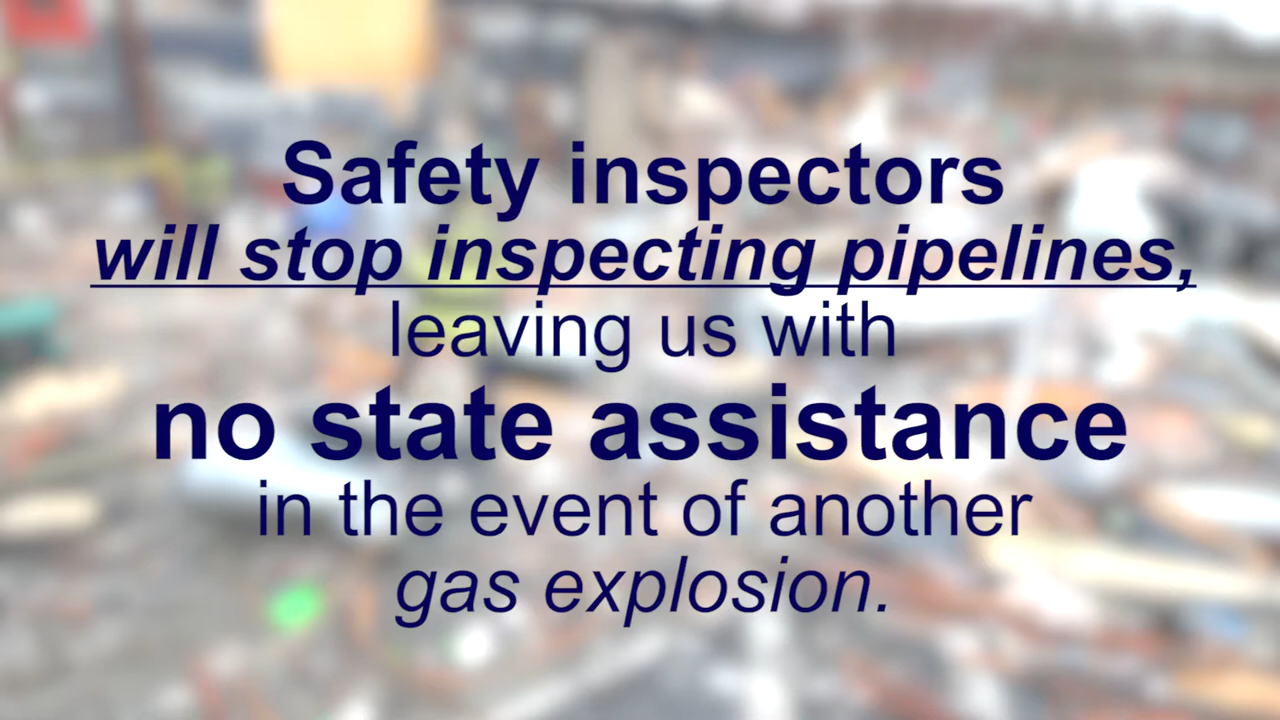 Safety inspectors
will stop inspecting pipelines,
leaving us with
no state assistance
in the event of another
gas explosion.